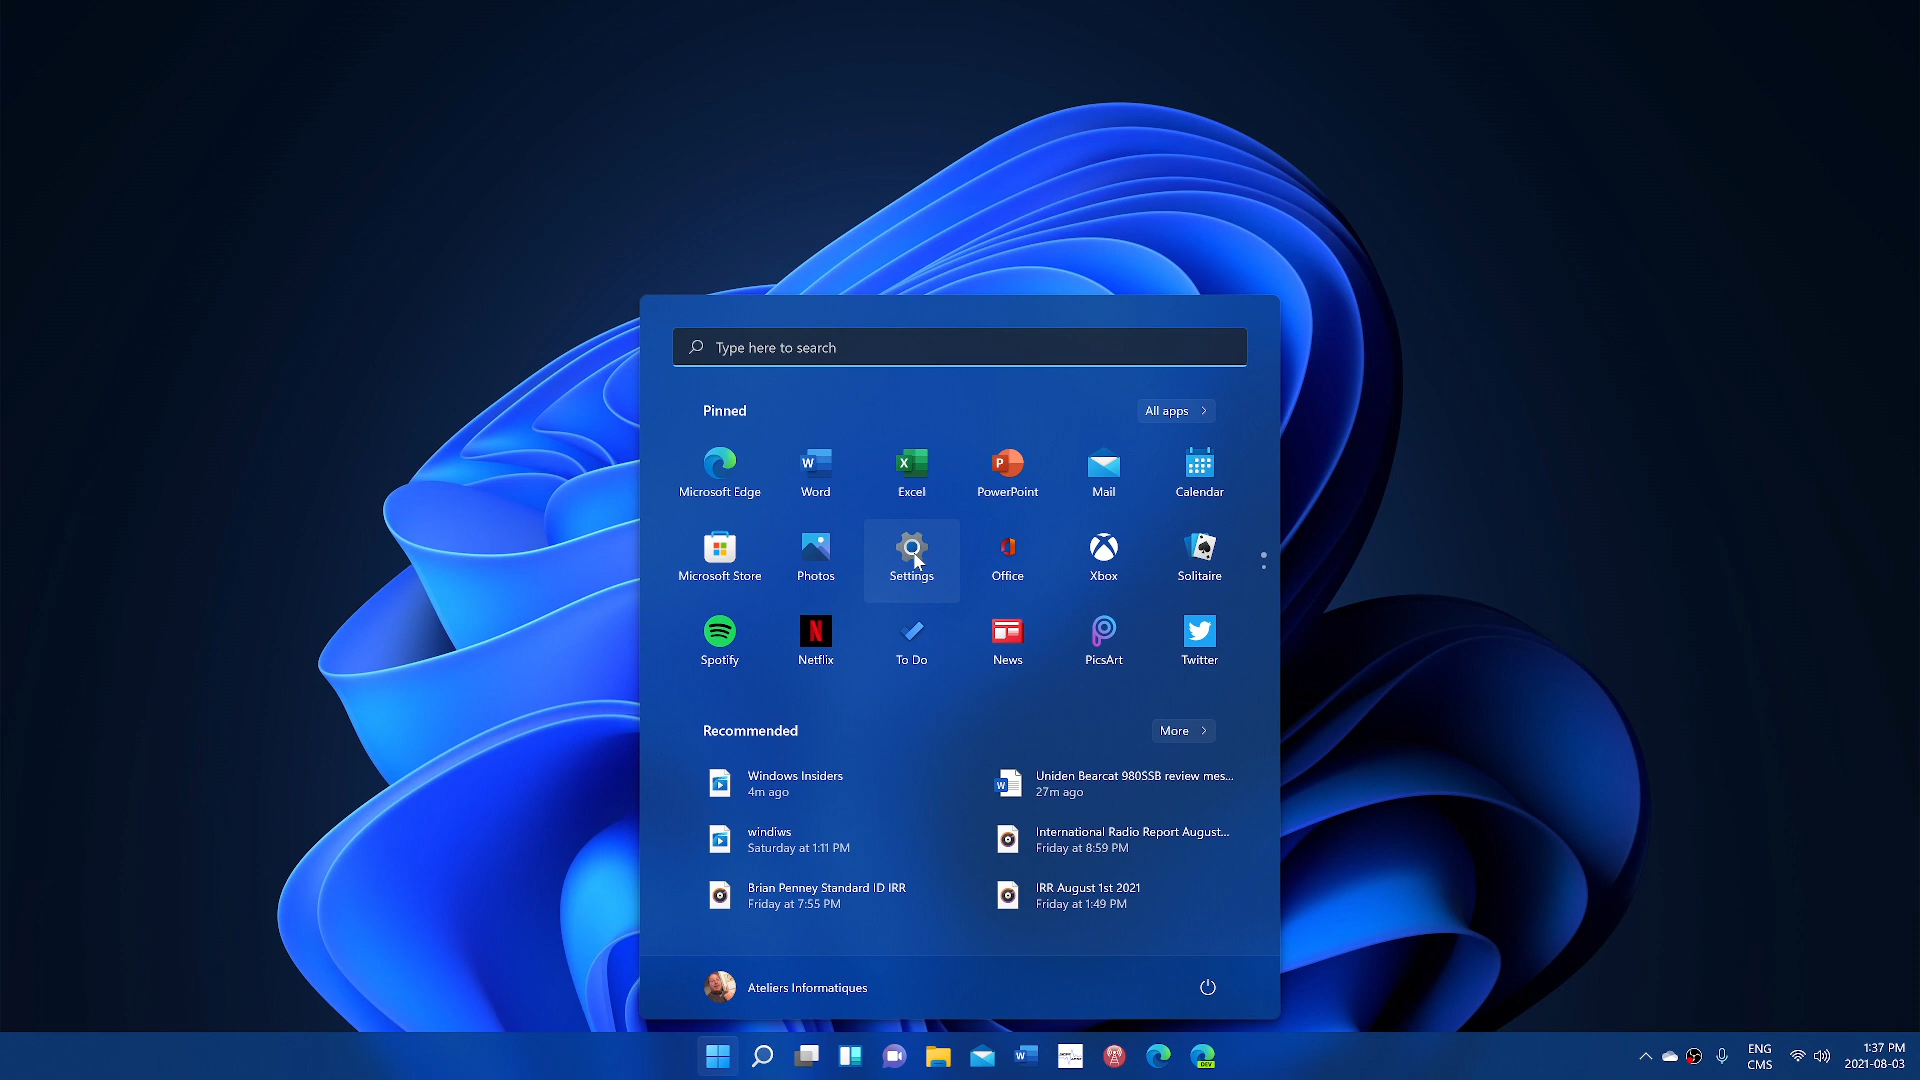 Type here to search
Pinned
All apps
Microsoft Edge
Word
Excel
PowerPoint
Mail
Calendar
Microsoft Store
Photos
Settings
Office
Xbox
Solitaire
Spotify
Netflix
To Do
News
PicsArt
Twitter
Recommended
More
Windows Insiders
4m ago
Uniden Bearcat 980SSB review mes...
27m ago
windiws
Saturday at 1:11 PM
International Radio Report August...
Friday at 8:59 PM
Brian Penney Standard ID IRR
Friday at 7:55 PM
IRR August 1st 2021
Friday at 1:49 PM
Ateliers Informatiques
DEV
ENG
CMS
1:37 PM
2021-08-03